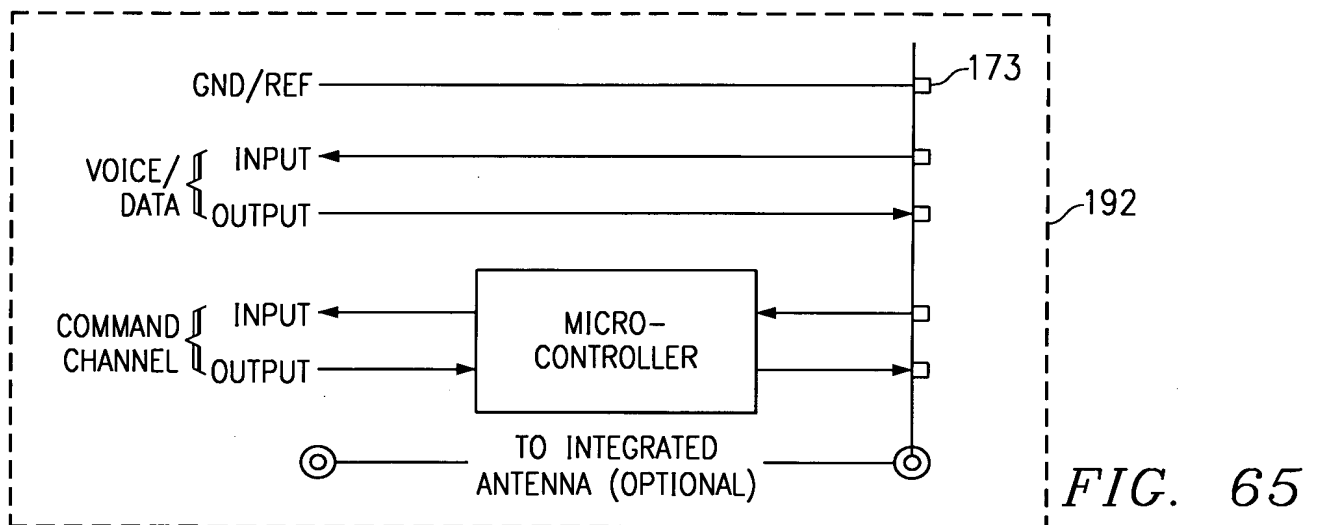 GND/REF
173
VOICE/
DATA
INPUT
OUTPUT
192
COMMAND
CHANNEL
INPUT
OUTPUT
MICRO-
CONTROLLER
TO INTEGRATED
ANTENNA (OPTIONAL)
FIG. 65